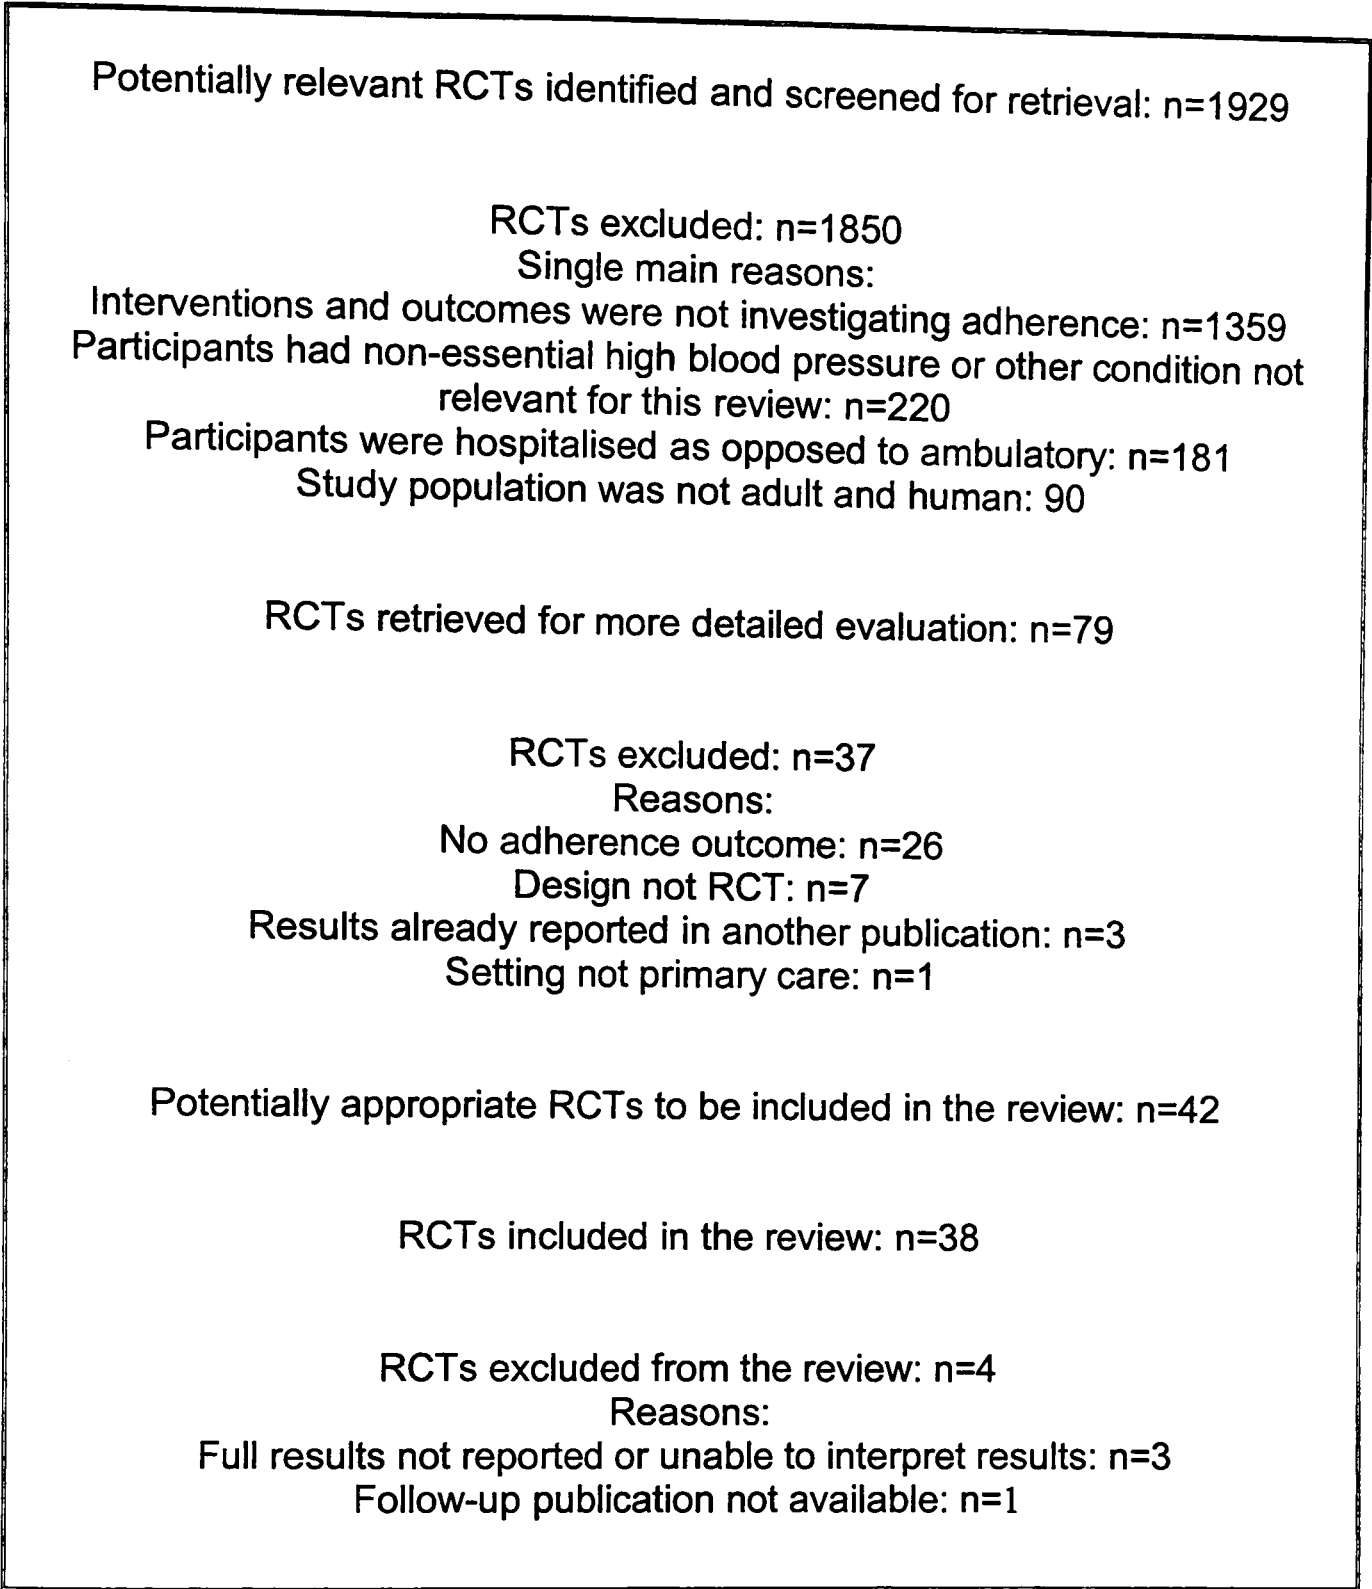 Potentially relevant RCTs identified and screened for retrieval: n=1929
RCTs excluded: n=1850
Single main reasons:
Interventions and outcomes were not investigating adherence: n=1359
Participants had non-essential high blood pressure or other condition not
relevant for this review: n=220
Participants were hospitalised as opposed to ambulatory: n=181
Study population was not adult and human: 90
RCTs retrieved for more detailed evaluation: n=79
RCTs excluded: n=37
Reasons:
No adherence outcome: n=26
Design not RCT: n=7
Results already reported in another publication: n=3
Setting not primary care: n=1
Potentially appropriate RCTs to be included in the review: n=42
RCTs included in the review: n=38
RCTs excluded from the review: n=4
Reasons:
Full results not reported or unable to interpret results: n=3
Follow-up publication not available: n=1